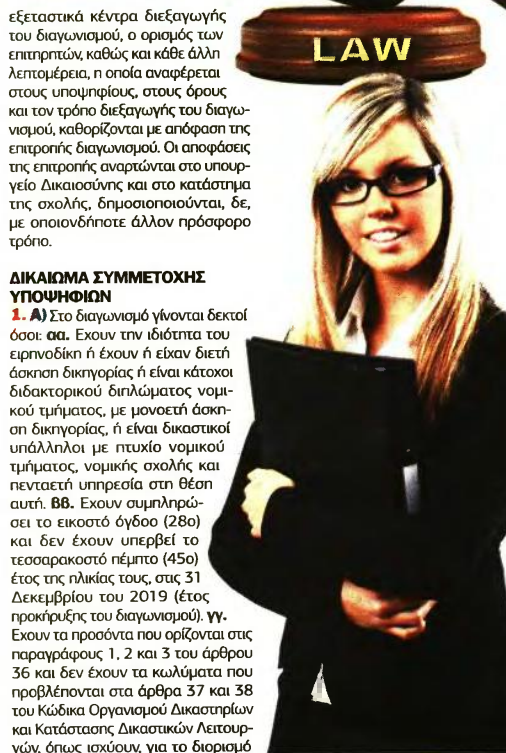 εξεταστικά κέντρα διεξαγωγής
του διαγωνισμού, ο ορισμός των
επιτηρητών, καθώς και κάθε άλλη
λεπτομέρεια, η οποία αναφέρεται
στους υποψηφίους, στους όρους
και τον τρόπο διεξαγωγής του διαγω-
νισμού, καθορίζονται με απόφαση της
επιτροπής διαγωνισμού. Οι αποφάσεις
της επιτροπής αναρτώνται στο υπουρ-
γείο Δικαιοσύνης και στο κατάστημα
της σχολής, δημοσιοποιούνται, δε,
με οποιονδήποτε άλλον πρόσφορο
τρόπο.
ΔΙΚΑΙΩΜΑ ΣΥΜΜΕΤΟΧΗΣ
ΥΠΟΨΗΦΙΩΝ
1. Α) Στο διαγωνισμό γίνονται δεκτοί
όσοι: αα. Εχουν την ιδιότητα του
ειρηνοδίκη ή έχουν ή είχαν διετή
άσκηση δικηγορίας ή είναι κάτοχοι
διδακτορικού διπλώματος νομι-
κού τμήματος, με μονοετή άσκη-
ση δικηγορίας, ή είναι δικαστικοί
υπάλληλοι με πτυχίο νομικού
τμήματος, νομικής σχολής και
πενταετή υπηρεσία στη θέση
αυτή. ββ. Εχουν συμπληρώ-
σει το εικοστό όγδοο (28ο)
και δεν έχουν υπερβεί το
τεσσαρακοστό πέμπτο (45ο)
έτος της ηλικίας τους, στις 31
Δεκεμβρίου του 2019 (έτος
προκήρυξης του διαγωνισμού). γγ.
Εχουν τα προσόντα που ορίζονται στις
παραγράφους 1, 2 και 3 του άρθρου
36 και δεν έχουν τα κωλύματα που
προβλέπονται στα άρθρα 37 και 38
του Κώδικα Οργανισμού Δικαστηρίων
και Κατάστασης Δικαστικών Λειτουρ-
γών, όπως ισχύουν, για το διορισμό
LAW